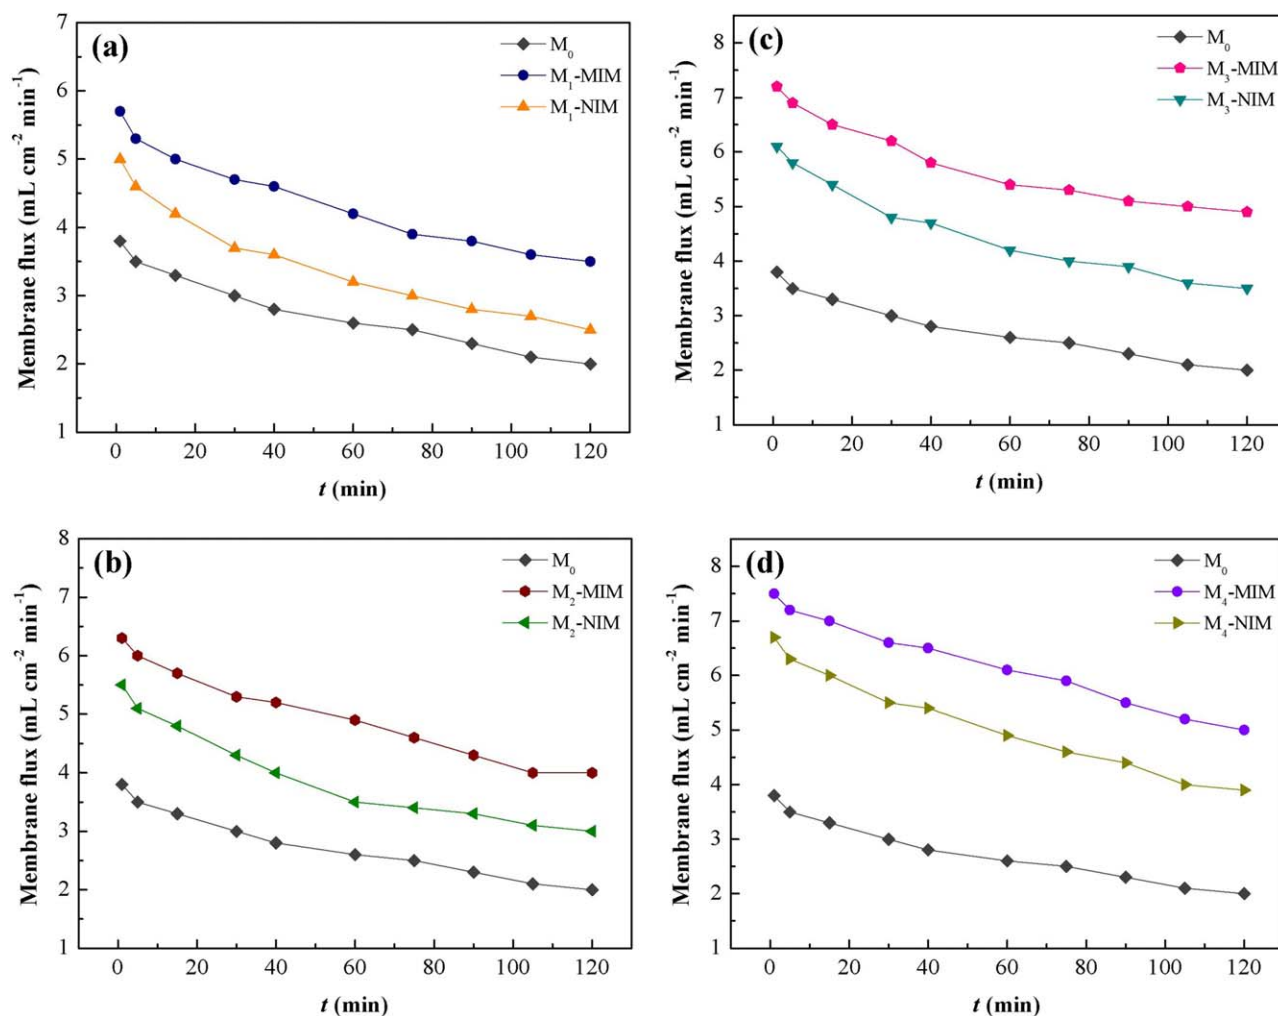 (a)
M₀
M₁-MIM
M₁-NIM
7
6
5
4
3
2
1
Membrane flux (mL cm⁻² min⁻¹)
0 20 40 60 80 100 120
t (min)
(c)
M₀
M₃-MIM
M₃-NIM
8
7
6
5
4
3
2
1
Membrane flux (mL cm⁻² min⁻¹)
0 20 40 60 80 100 120
t (min)
(b)
M₀
M₂-MIM
M₂-NIM
8
7
6
5
4
3
2
1
Membrane flux (mL cm⁻² min⁻¹)
0 20 40 60 80 100 120
t (min)
(d)
M₀
M₄-MIM
M₄-NIM
8
7
6
5
4
3
2
1
Membrane flux (mL cm⁻² min⁻¹)
0 20 40 60 80 100 120
t (min)